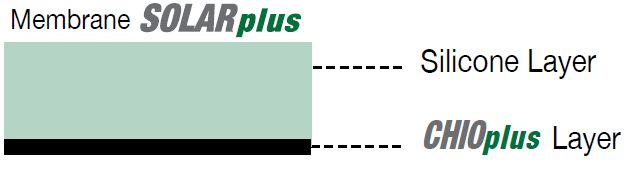 Membrane SOLARplus
Silicone Layer
CHIOplus Layer